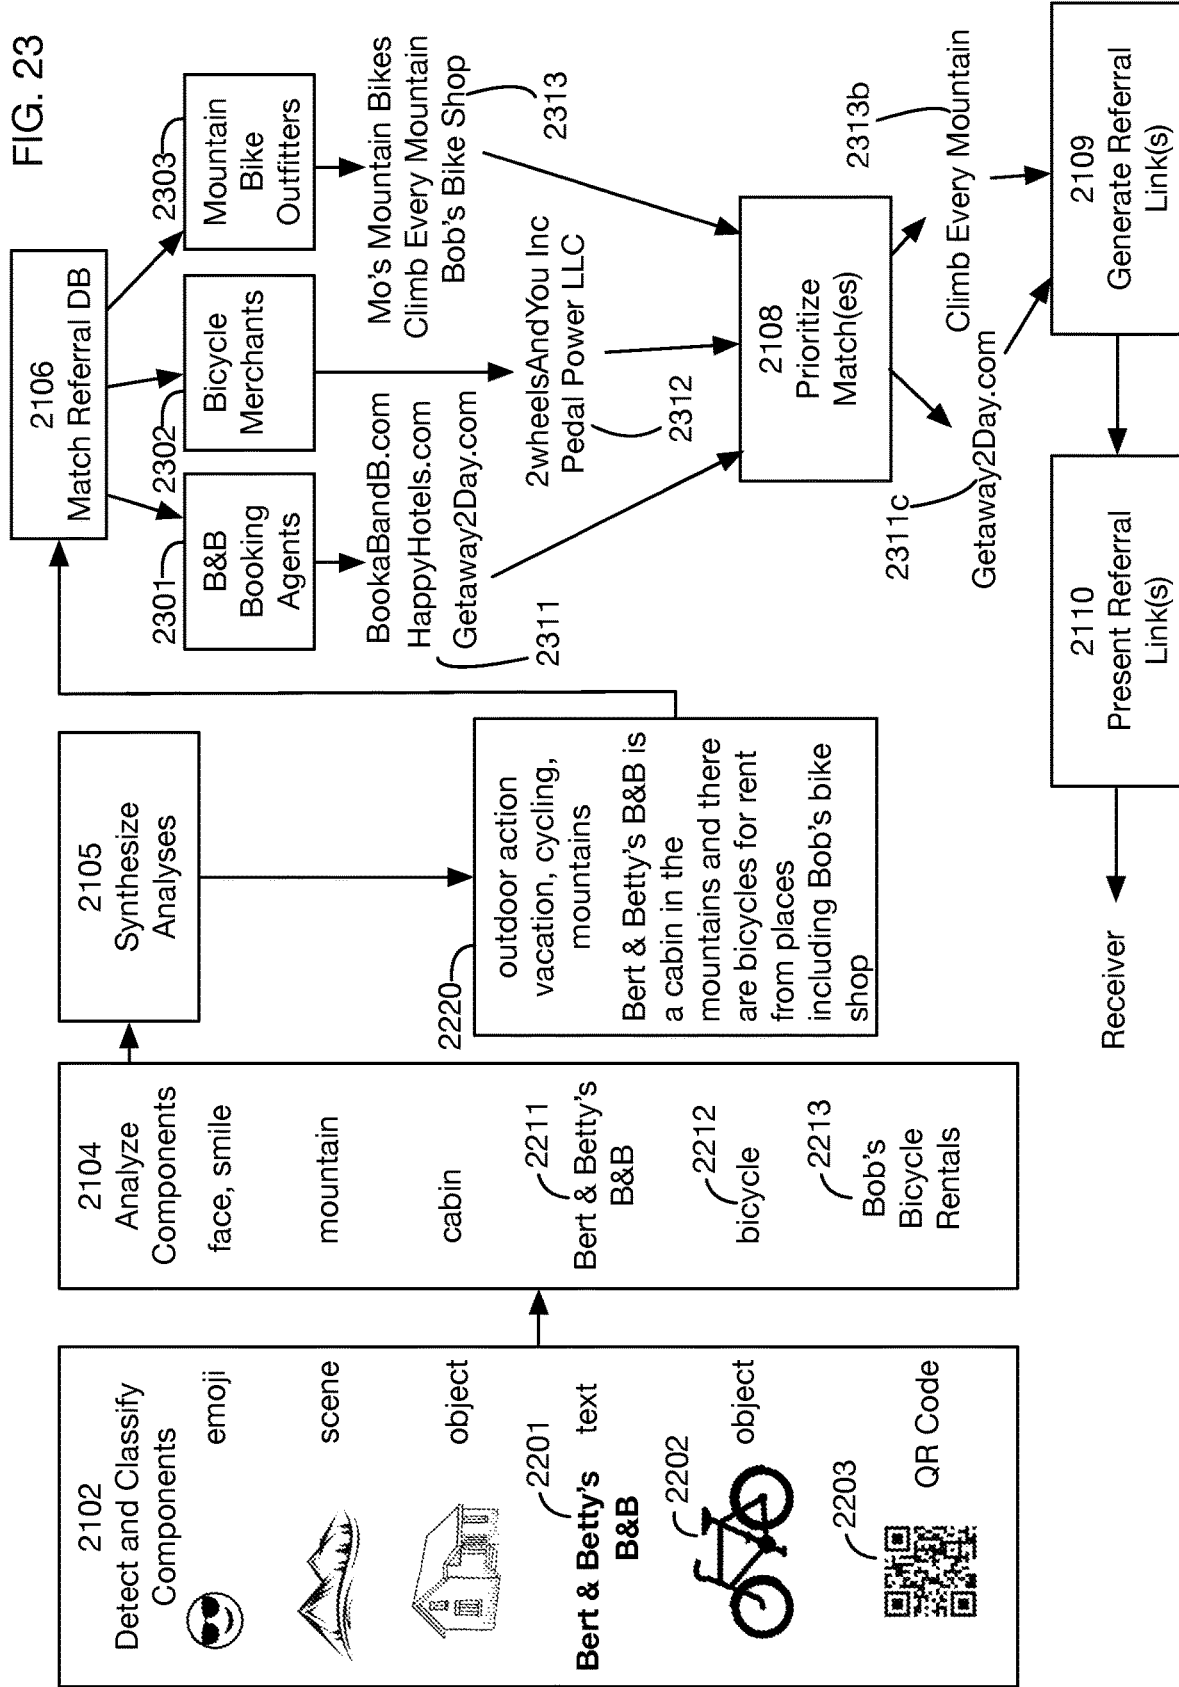 FIG. 23
2102
Detect and Classify
Components
emoji
scene
object
2201
Bert & Betty's
B&B
text
2202
object
2203
QR Code
2104
Analyze
Components
face, smile
mountain
cabin
2211
Bert & Betty's
B&B
2212
bicycle
2213
Bob's
Bicycle
Rentals
2105
Synthesize
Analyses
2220
outdoor action
vacation, cycling,
mountains
Bert & Betty's B&B is
a cabin in the
mountains and there
are bicycles for rent
from places
including Bob's bike
shop
2106
Match Referral DB
2301
B&B
Booking
Agents
2302
Bicycle
Merchants
2303
Mountain
Bike
Outfitters
BookaBandB.com
HappyHotels.com
Getaway2Day.com
2311
2wheelsAndYou Inc
Pedal Power LLC
2312
Mo's Mountain Bikes
Climb Every Mountain
Bob's Bike Shop
2313
2108
Prioritize
Match(es)
2311c
Getaway2Day.com
2313b
Climb Every Mountain
2109
Generate Referral
Link(s)
2110
Present Referral
Link(s)
Receiver